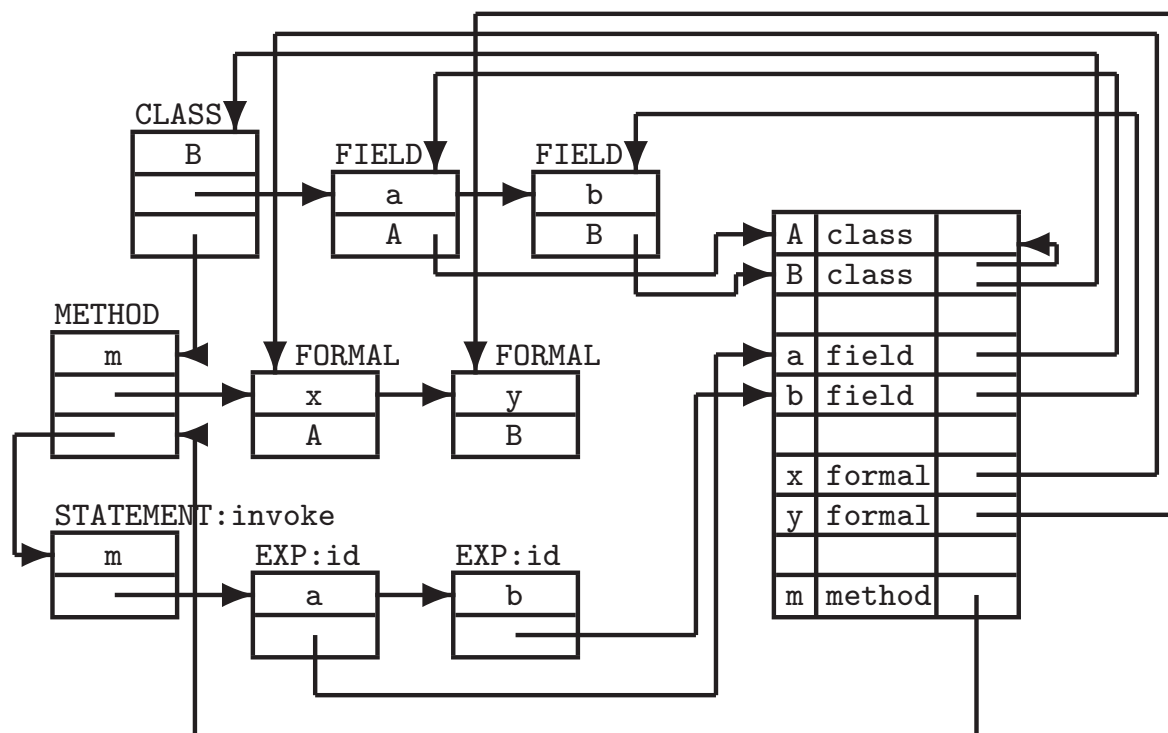 CLASS
B
FIELD
FIELD
a
b
A
B
A class
B class
METHOD
m
FORMAL
FORMAL
a field
x
y
b field
A
B
x formal
STATEMENT:invoke
y formal
m
EXP:id
EXP:id
a
b
m method